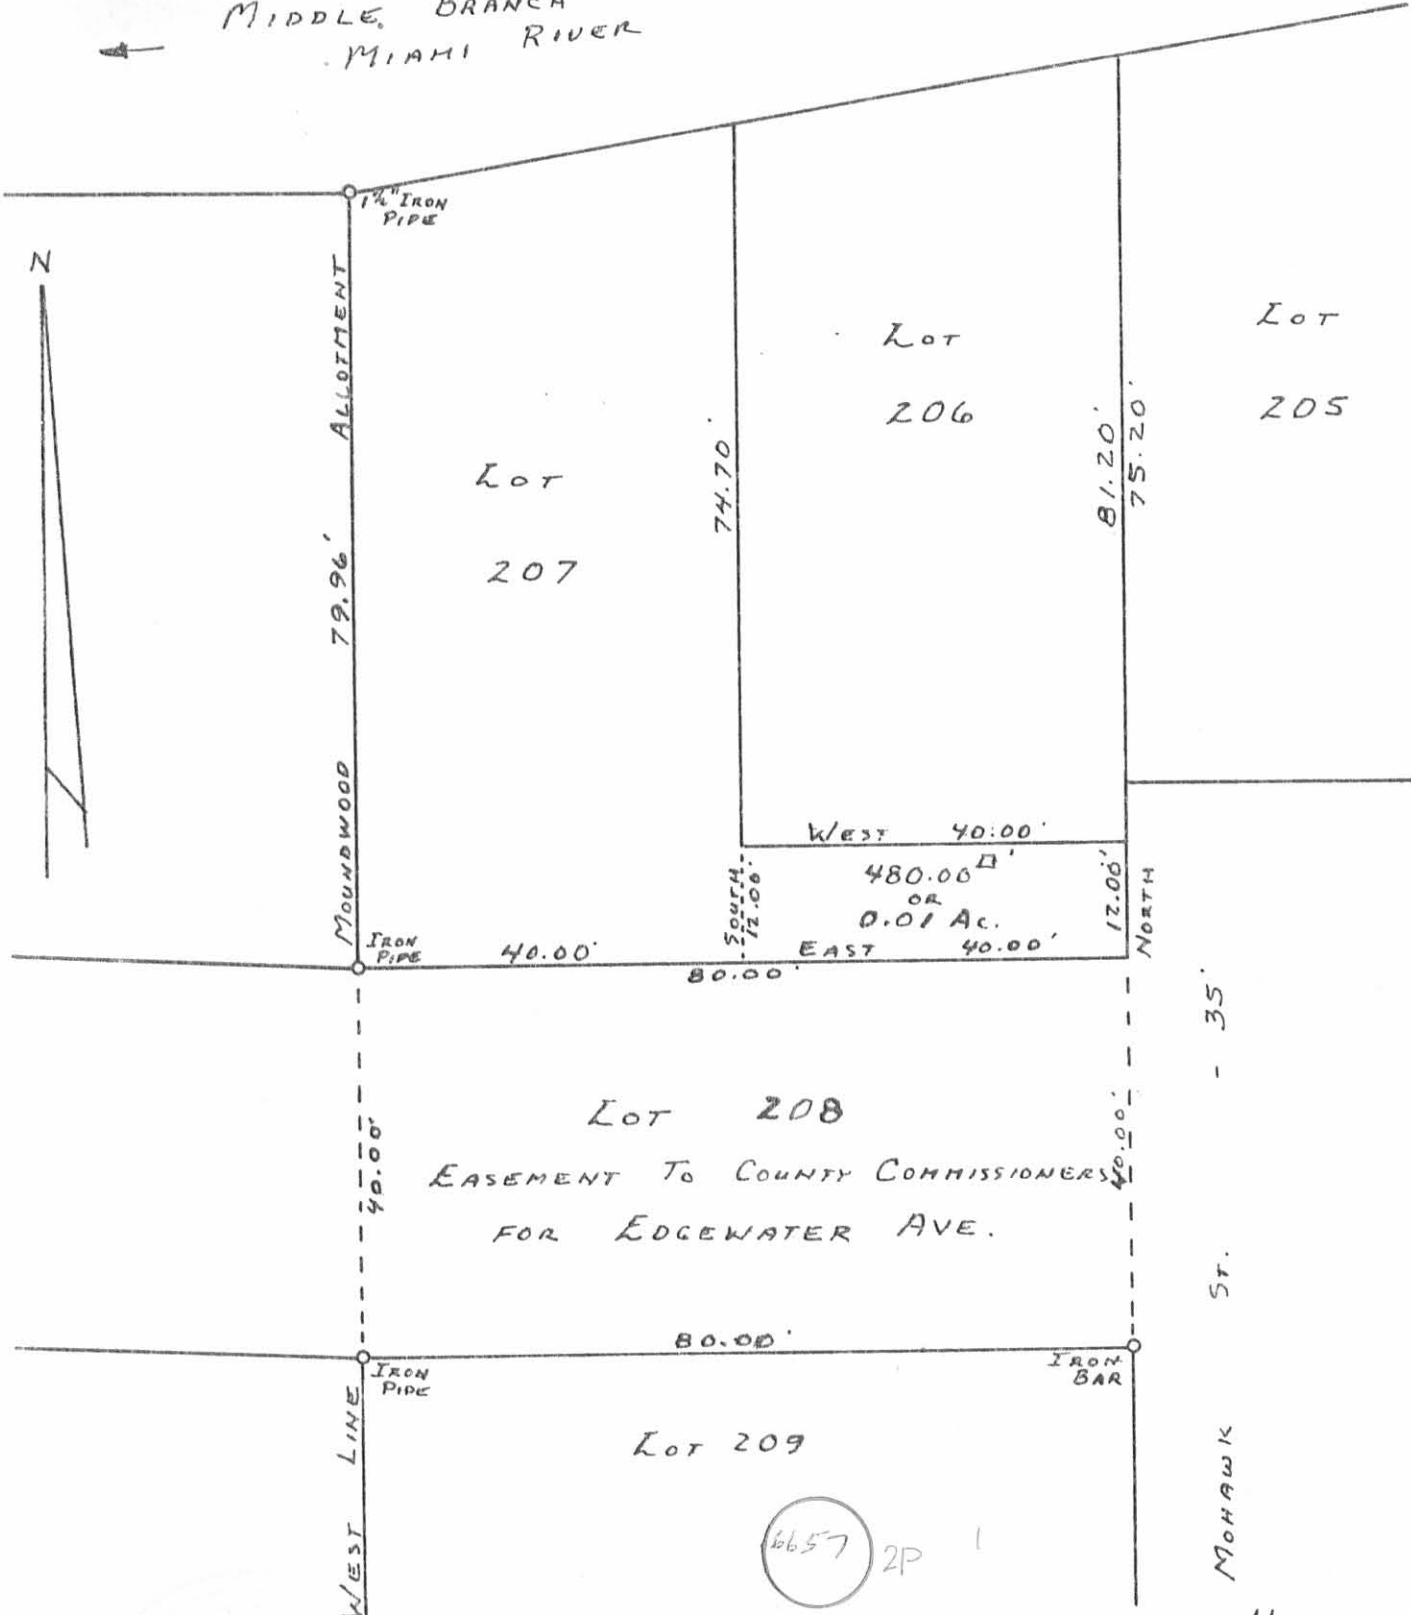 MIDDLE BRANCH
MIAMI RIVER
1¼" IRON
PIPE
N
MOUNDWOOD ALLOTMENT
79.96'
LOT
207
74.70'
LOT
206
81.20'
75.20'
LOT
205
WEST 40.00'
480.00 □'
OR
0.01 AC.
SOUTH
12.00'
12.00'
NORTH
EAST 40.00'
IRON
PIPE
40.00'
80.00'
MOHAWK ST. - 35'
LOT 208
EASEMENT TO COUNTY COMMISSIONERS
FOR EDGEWATER AVE.
40.00'
40.00'
80.00'
IRON
PIPE
IRON
BAR
WEST LINE
LOT 209
6657
2P
1